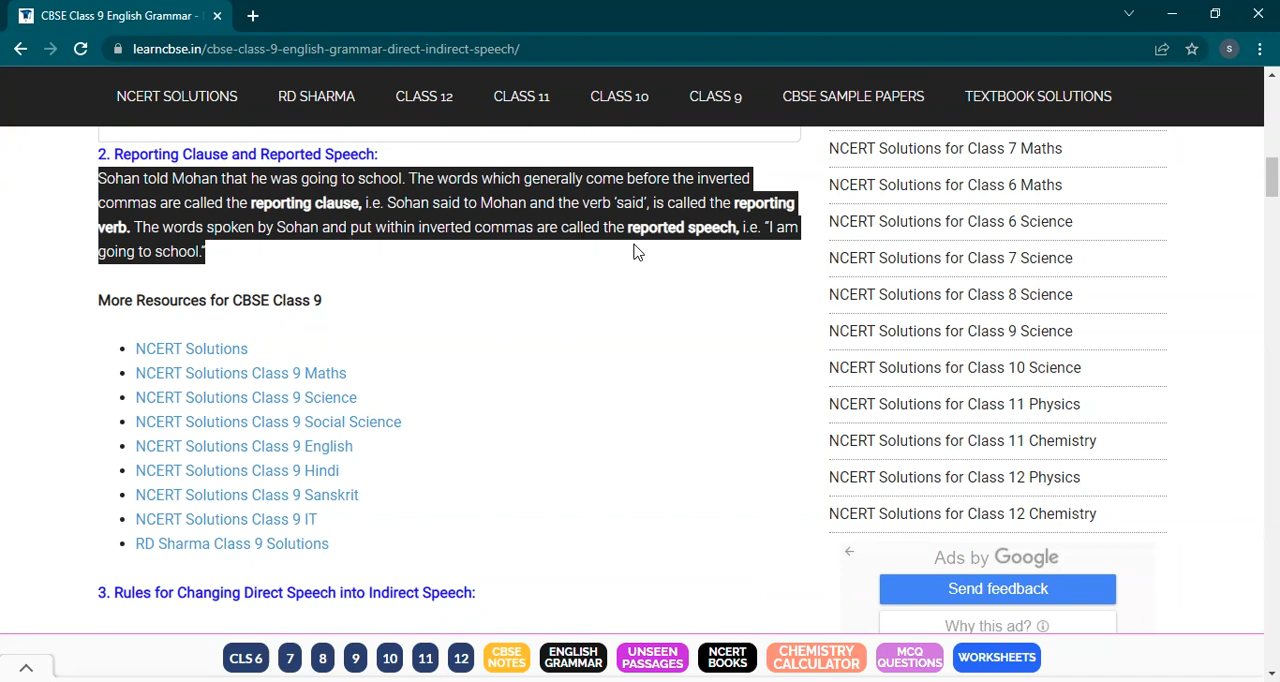 CBSE Class 9 English Grammar -
learncbse.in/cbse-class-9-english-grammar-direct-indirect-speech/
S
NCERT SOLUTIONS RD SHARMA CLASS 12 CLASS 11 CLASS 10 CLASS 9 CBSE SAMPLE PAPERS TEXTBOOK SOLUTIONS
2. Reporting Clause and Reported Speech:
Sohan told Mohan that he was going to school. The words which generally come before the inverted
commas are called the reporting clause, i.e. Sohan said to Mohan and the verb ‘said’, is called the reporting
verb. The words spoken by Sohan and put within inverted commas are called the reported speech, i.e. “I am
going to school.”
More Resources for CBSE Class 9
• NCERT Solutions
• NCERT Solutions Class 9 Maths
• NCERT Solutions Class 9 Science
• NCERT Solutions Class 9 Social Science
• NCERT Solutions Class 9 English
• NCERT Solutions Class 9 Hindi
• NCERT Solutions Class 9 Sanskrit
• NCERT Solutions Class 9 IT
• RD Sharma Class 9 Solutions
3. Rules for Changing Direct Speech into Indirect Speech:
NCERT Solutions for Class 7 Maths
NCERT Solutions for Class 6 Maths
NCERT Solutions for Class 6 Science
NCERT Solutions for Class 7 Science
NCERT Solutions for Class 8 Science
NCERT Solutions for Class 9 Science
NCERT Solutions for Class 10 Science
NCERT Solutions for Class 11 Physics
NCERT Solutions for Class 11 Chemistry
NCERT Solutions for Class 12 Physics
NCERT Solutions for Class 12 Chemistry
Ads by Google
Send feedback
Why this ad?
CLS 6 7 8 9 10 11 12
CBSE
NOTES
ENGLISH
GRAMMAR
UNSEEN
PASSAGES
NCERT
BOOKS
CHEMISTRY
CALCULATOR
MCQ
QUESTIONS
WORKSHEETS